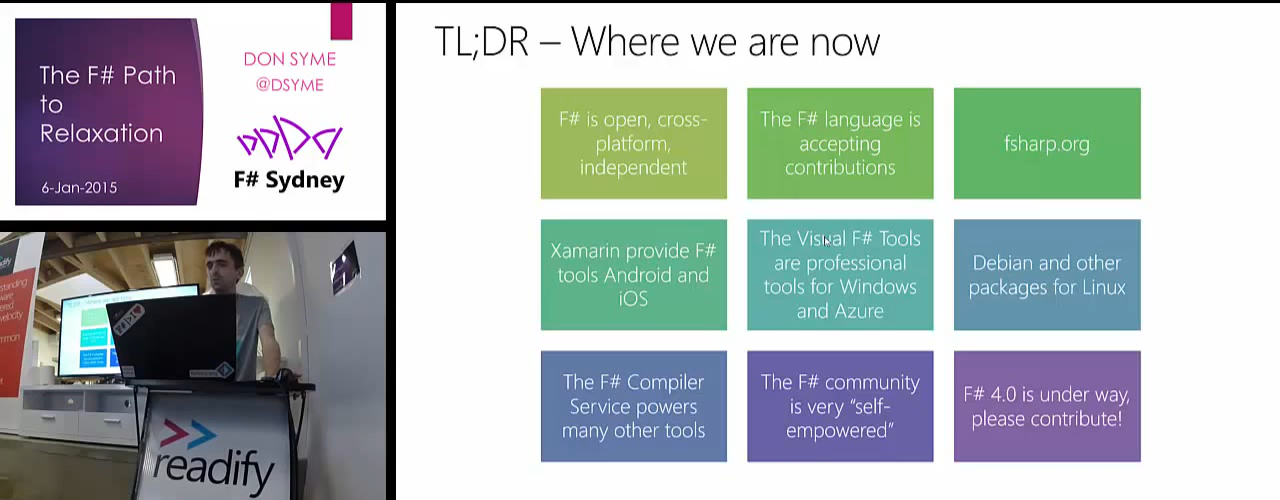 The F# Path
to
Relaxation
6-Jan-2015
DON SYME
@DSYME
F# Sydney
TL;DR – Where we are now
F# is open, cross-
platform,
independent
The F# language is
accepting
contributions
fsharp.org
Xamarin provide F#
tools Android and
iOS
The Visual F# Tools
are professional
tools for Windows
and Azure
Debian and other
packages for Linux
The F# Compiler
Service powers
many other tools
The F# community
is very “self-
empowered”
F# 4.0 is under way,
please contribute!
readify